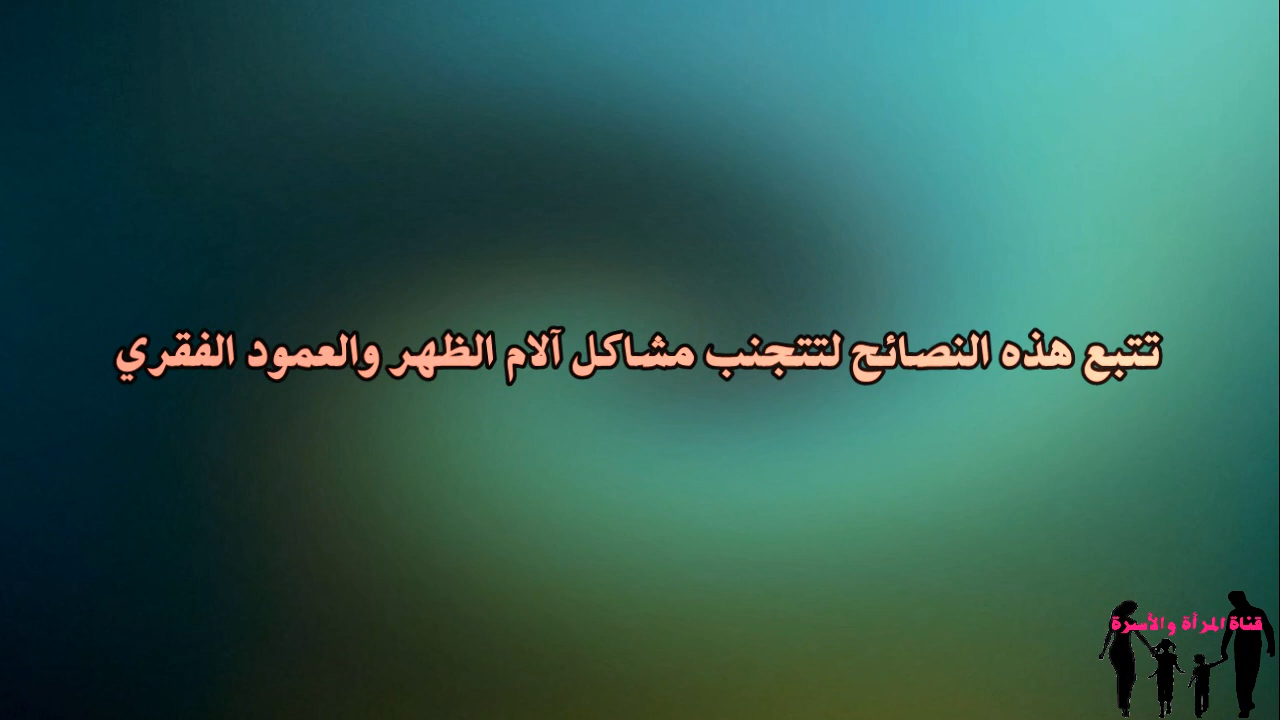 تتبع هذه النصائح لتتجنب مشاكل آلام الظهر والعمود الفقري
قناة المرأة والأسرة